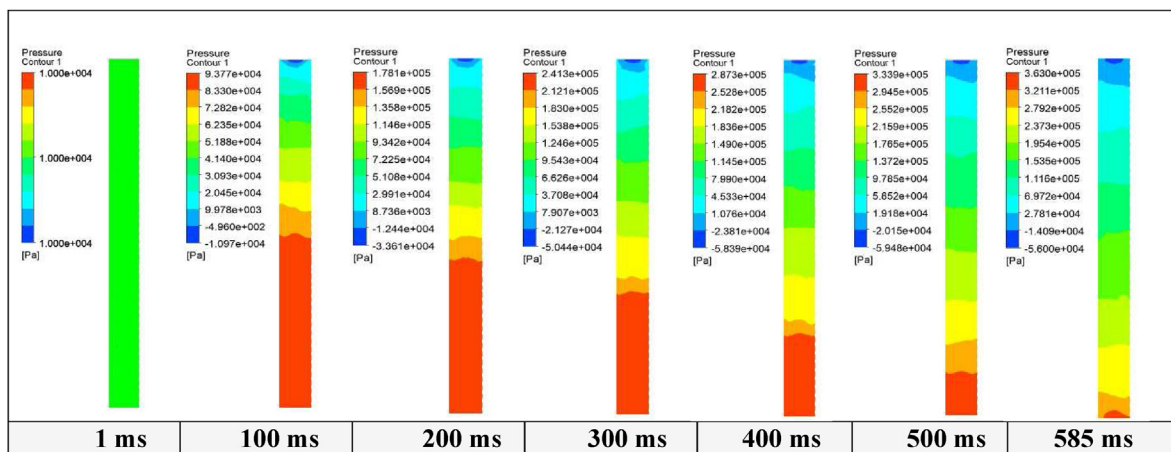 Pressure
Contour 1
1.000e+004
1.000e+004
1.000e+004
[Pa]
Pressure
Contour 1
9.377e+004
8.330e+004
7.282e+004
6.235e+004
5.188e+004
4.140e+004
3.093e+004
2.045e+004
9.978e+003
-4.960e+002
-1.097e+004
[Pa]
Pressure
Contour 1
1.781e+005
1.569e+005
1.358e+005
1.146e+005
9.342e+004
7.225e+004
5.108e+004
2.991e+004
8.736e+003
-1.244e+004
-3.361e+004
[Pa]
Pressure
Contour 1
2.413e+005
2.121e+005
1.830e+005
1.538e+005
1.246e+005
9.543e+004
6.626e+004
3.708e+004
7.907e+003
-2.127e+004
-5.044e+004
[Pa]
Pressure
Contour 1
2.873e+005
2.528e+005
2.182e+005
1.836e+005
1.490e+005
1.145e+005
7.990e+004
4.533e+004
1.076e+004
-2.381e+004
-5.839e+004
[Pa]
Pressure
Contour 1
3.339e+005
2.945e+005
2.552e+005
2.159e+005
1.765e+005
1.372e+005
9.785e+004
5.852e+004
1.918e+004
-2.015e+004
-5.948e+004
[Pa]
Pressure
Contour 1
3.630e+005
3.211e+005
2.792e+005
2.373e+005
1.954e+005
1.535e+005
1.116e+005
6.972e+004
2.781e+004
-1.409e+004
-5.600e+004
[Pa]
1 ms
100 ms
200 ms
300 ms
400 ms
500 ms
585 ms